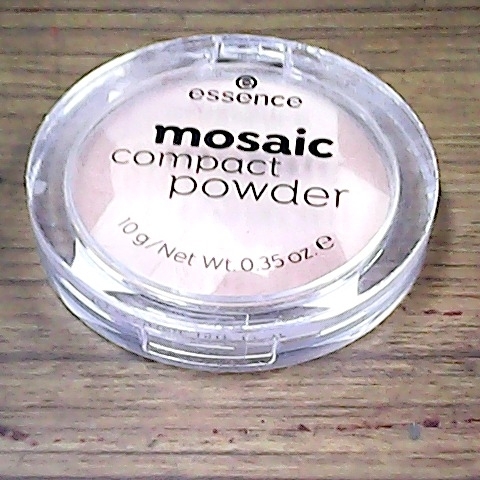 essence
mosaic
compact
powder
10 g/Net Wt. 0.35 oz. e